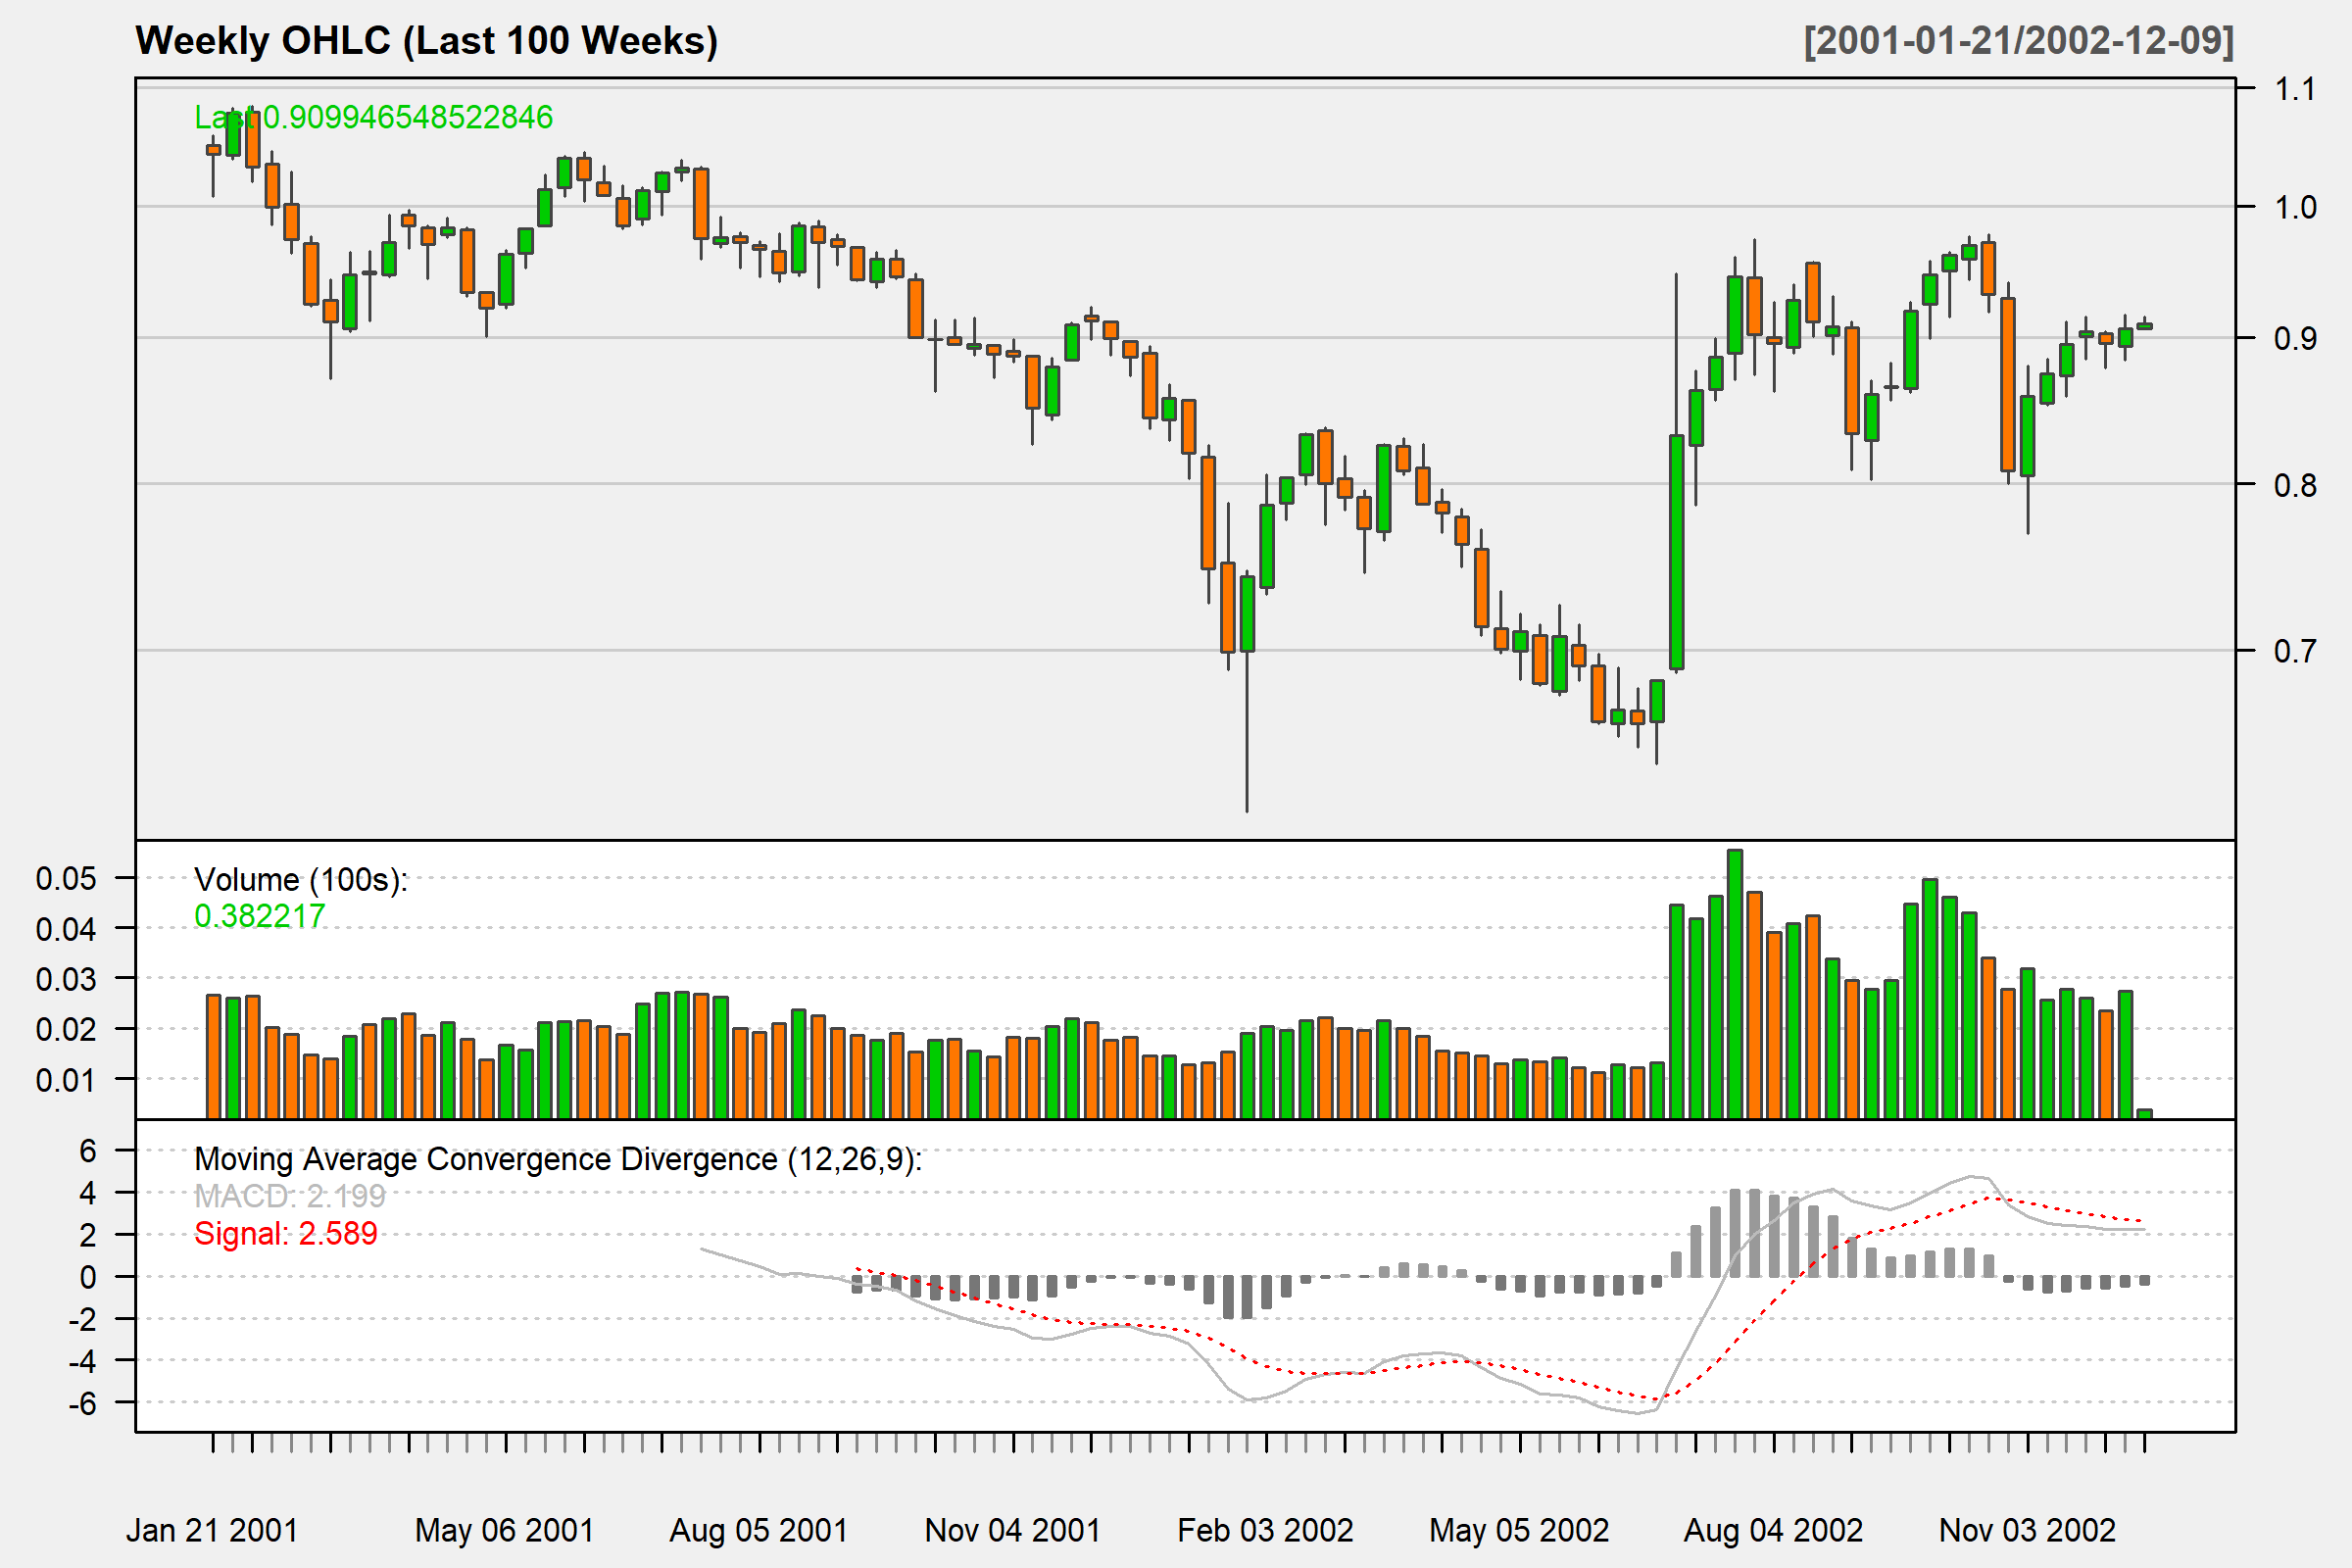 Weekly OHLC (Last 100 Weeks)
[2001-01-21/2002-12-09]
Last 0.909946548522846
1.1
1.0
0.9
0.8
0.7
Volume (100s):
0.382217
0.05
0.04
0.03
0.02
0.01
Moving Average Convergence Divergence (12,26,9):
MACD: 2.199
Signal: 2.589
6
4
2
0
-2
-4
-6
Jan 21 2001
May 06 2001
Aug 05 2001
Nov 04 2001
Feb 03 2002
May 05 2002
Aug 04 2002
Nov 03 2002